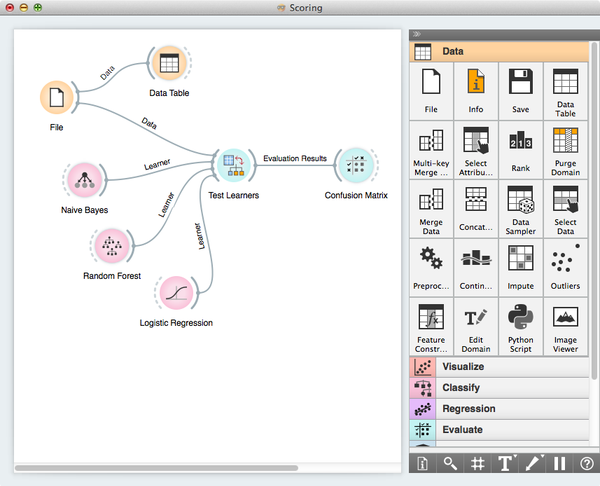 Scoring
Data
Data
Table
File
Data
Data Table
Learner
Naive Bayes
Learner
Random Forest
Learner
Logistic Regression
Test Learners
Evaluation Results
Confusion Matrix
»
Data
File
Info
Save
Data
Table
Multi-key
Merge ...
Select
Attribu...
Rank
Purge
Domain
Merge
Data
Concat...
Data
Sampler
Select
Data
Preproc...
Contin...
Impute
Outliers
Feature
Constr...
Edit
Domain
Python
Script
Image
Viewer
Visualize
Classify
Regression
Evaluate